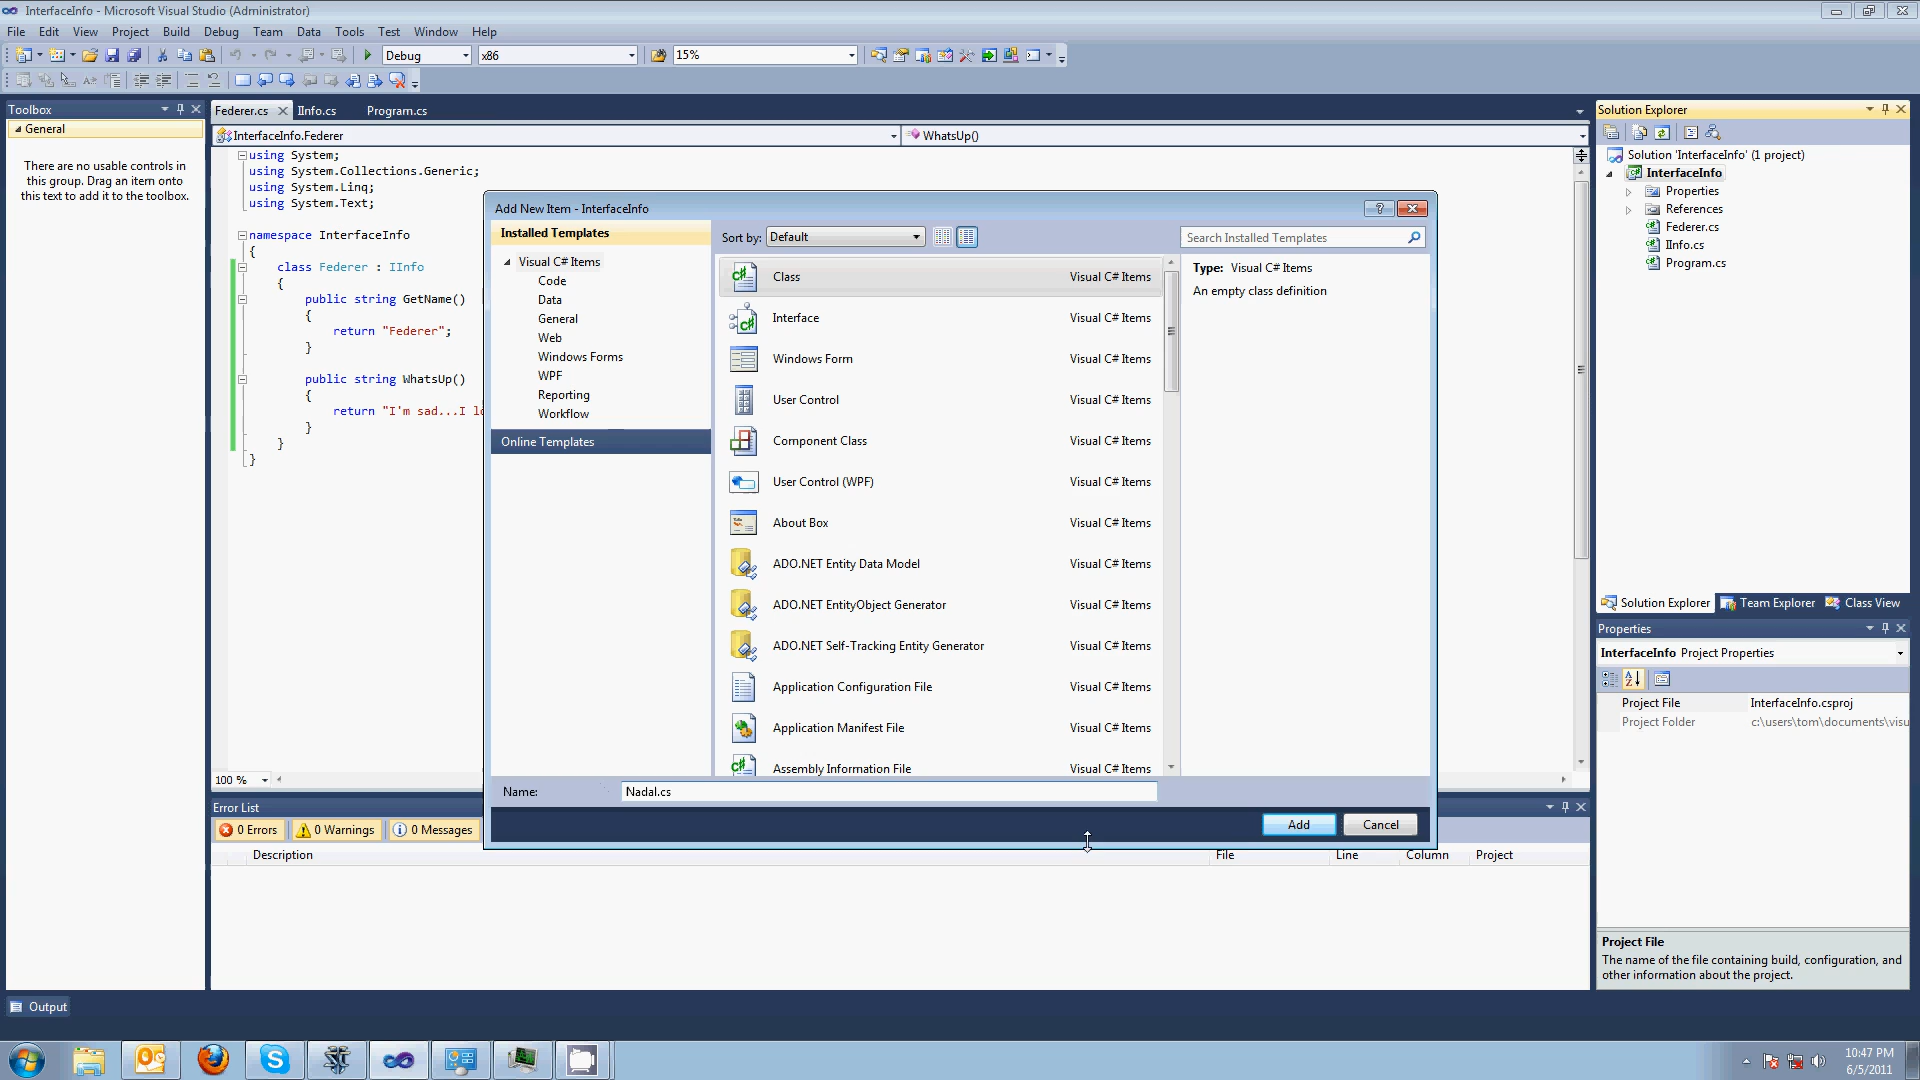 InterfaceInfo - Microsoft Visual Studio (Administrator)
File Edit View Project Build Debug Team Data Tools Test Window Help
Debug x86 15%
Toolbox
General
There are no usable controls in
this group. Drag an item onto
this text to add it to the toolbox.
Federer.cs IInfo.cs Program.cs
InterfaceInfo.Federer WhatsUp()
using System;
using System.Collections.Generic;
using System.Linq;
using System.Text;
namespace InterfaceInfo
{
class Federer : IInfo
{
public string GetName()
{
return "Federer";
}
public string WhatsUp()
{
return "I'm sad...I lo
}
}
}
100 %
Add New Item - InterfaceInfo
Installed Templates
Visual C# Items
Code
Data
General
Web
Windows Forms
WPF
Reporting
Workflow
Online Templates
Sort by: Default
Search Installed Templates
Class Visual C# Items
Interface Visual C# Items
Windows Form Visual C# Items
User Control Visual C# Items
Component Class Visual C# Items
User Control (WPF) Visual C# Items
About Box Visual C# Items
ADO.NET Entity Data Model Visual C# Items
ADO.NET EntityObject Generator Visual C# Items
ADO.NET Self-Tracking Entity Generator Visual C# Items
Application Configuration File Visual C# Items
Application Manifest File Visual C# Items
Assembly Information File Visual C# Items
Type: Visual C# Items
An empty class definition
Name: Nadal.cs
Add Cancel
Error List
0 Errors 0 Warnings 0 Messages
Description File Line Column Project
Output
Solution Explorer
Solution 'InterfaceInfo' (1 project)
InterfaceInfo
Properties
References
Federer.cs
IInfo.cs
Program.cs
Solution Explorer Team Explorer Class View
Properties
InterfaceInfo Project Properties
Project File InterfaceInfo.csproj
Project Folder c:\users\tom\documents\visu
Project File
The name of the file containing build, configuration, and
other information about the project.
10:47 PM
6/5/2011